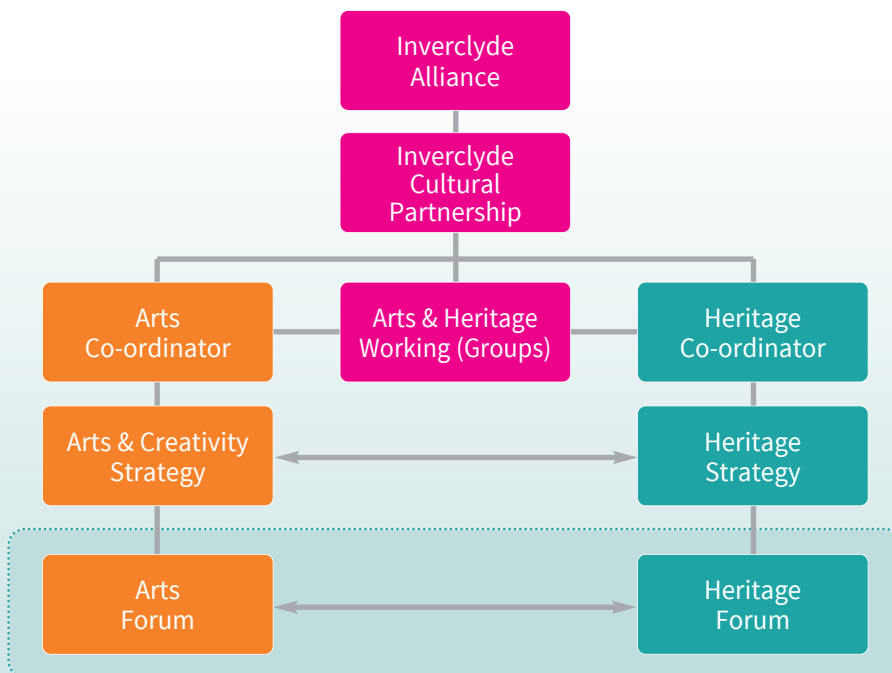 Inverclyde
Alliance
Inverclyde
Cultural
Partnership
Arts
Co-ordinator
Arts & Heritage
Working (Groups)
Heritage
Co-ordinator
Arts & Creativity
Strategy
Heritage
Strategy
Arts
Forum
Heritage
Forum